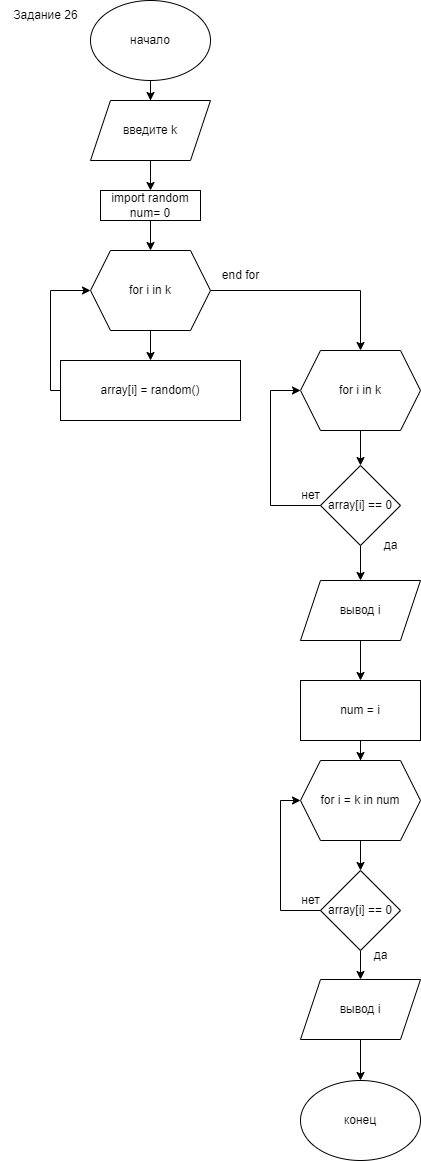 Задание 26
начало
введите k
import random
num= 0
for i in k
end for
array[i] = random()
for i in k
нет
array[i] == 0
да
вывод i
num = i
for i = k in num
нет
array[i] == 0
да
вывод i
конец